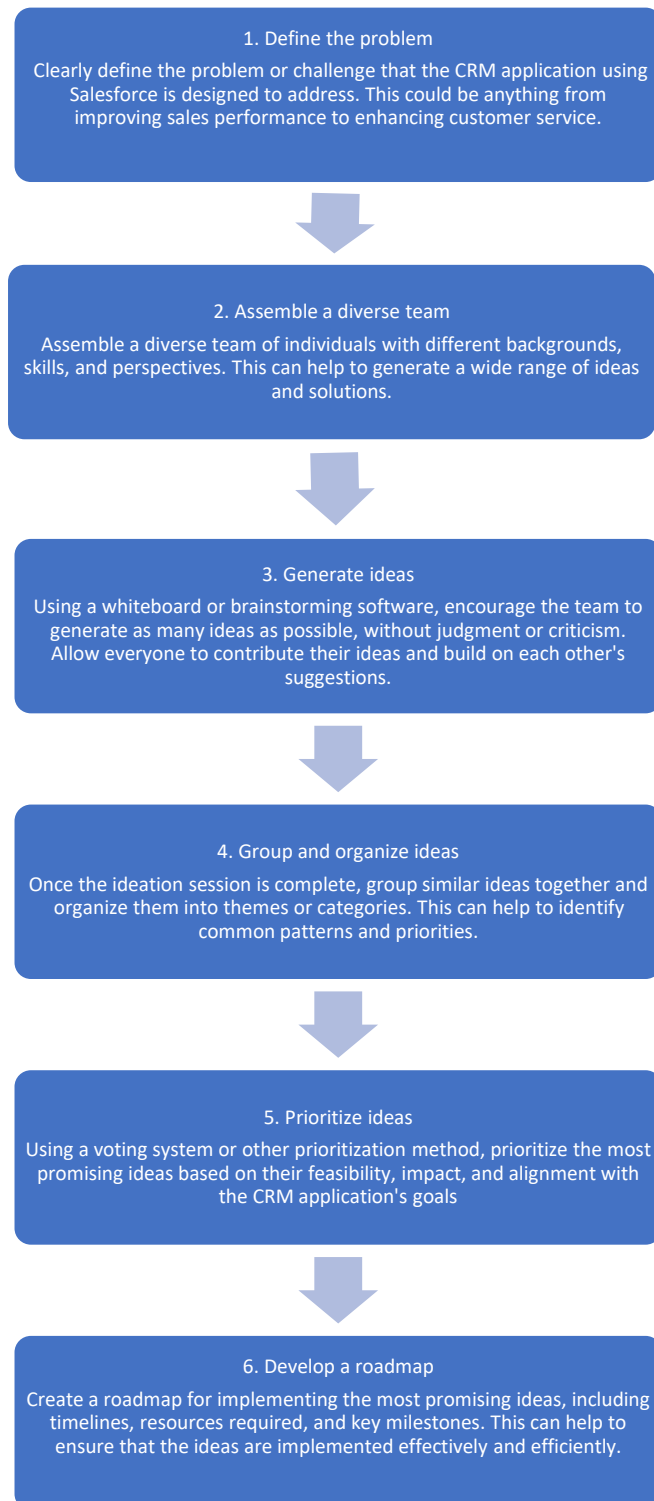 1. Define the problem
Clearly define the problem or challenge that the CRM application using
Salesforce is designed to address. This could be anything from
improving sales performance to enhancing customer service.
2. Assemble a diverse team
Assemble a diverse team of individuals with different backgrounds,
skills, and perspectives. This can help to generate a wide range of ideas
and solutions.
3. Generate ideas
Using a whiteboard or brainstorming software, encourage the team to
generate as many ideas as possible, without judgment or criticism.
Allow everyone to contribute their ideas and build on each other's
suggestions.
4. Group and organize ideas
Once the ideation session is complete, group similar ideas together and
organize them into themes or categories. This can help to identify
common patterns and priorities.
5. Prioritize ideas
Using a voting system or other prioritization method, prioritize the most
promising ideas based on their feasibility, impact, and alignment with
the CRM application's goals
6. Develop a roadmap
Create a roadmap for implementing the most promising ideas, including
timelines, resources required, and key milestones. This can help to
ensure that the ideas are implemented effectively and efficiently.